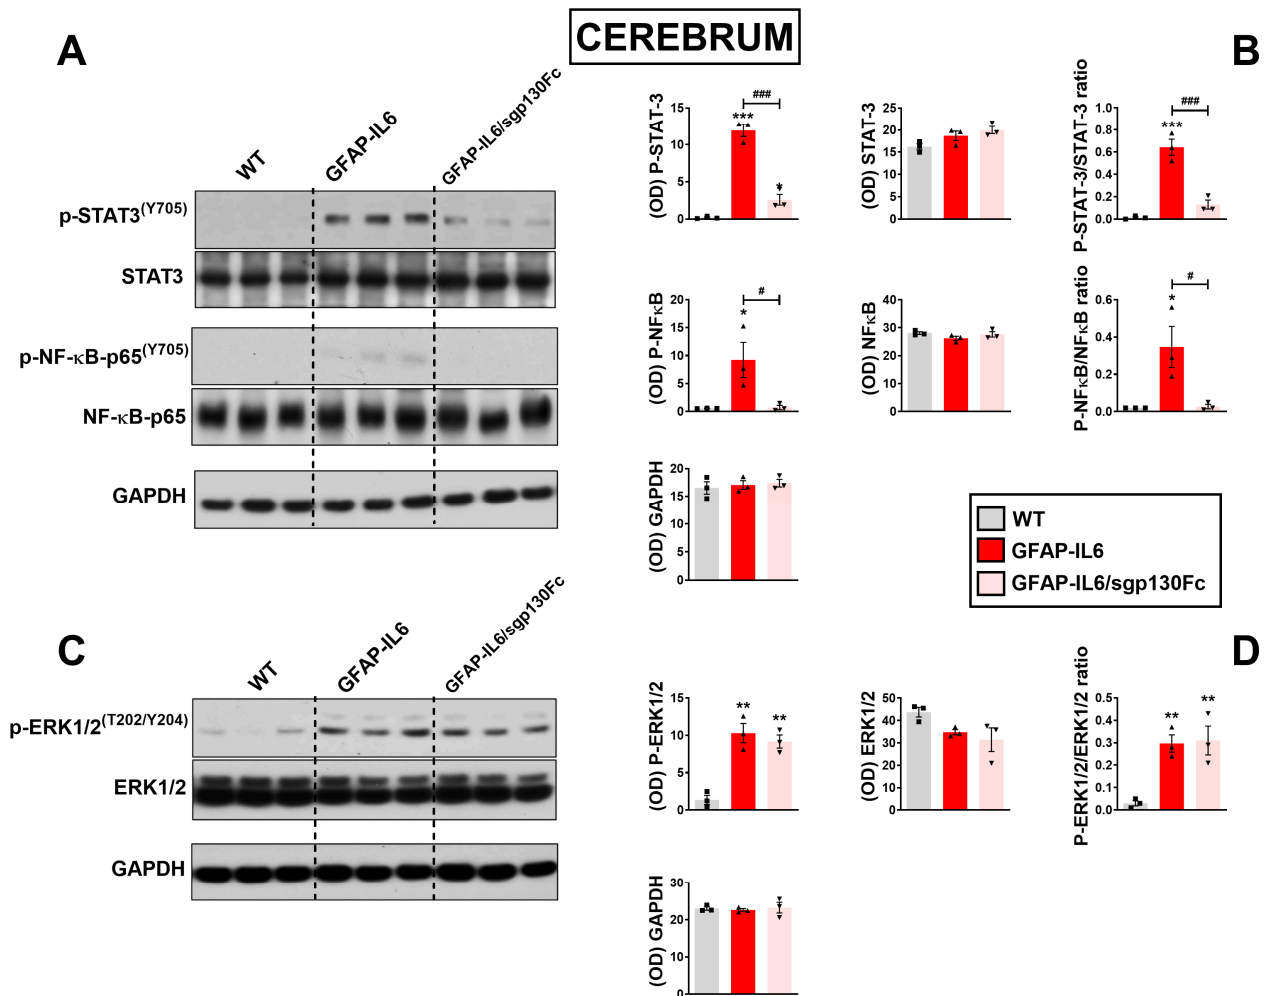 CEREBRUM
A
B
WT
GFAP-IL6
GFAP-IL6/sgp130Fc
p-STAT3(Y705)
STAT3
p-NF-κB-p65(Y705)
NF-κB-p65
GAPDH
(OD) P-STAT-3
15
10
5
0
***
###
*
(OD) STAT-3
25
20
15
10
5
0
P-STAT-3/STAT-3 ratio
1.0
0.8
0.6
0.4
0.2
0.0
***
###
(OD) P-NFκB
20
15
10
5
0
*
#
(OD) NFκB
40
30
20
10
0
P-NFκB/NFκB ratio
0.6
0.4
0.2
0.0
*
#
(OD) GAPDH
20
15
10
5
0
WT
GFAP-IL6
GFAP-IL6/sgp130Fc
C
D
WT
GFAP-IL6
GFAP-IL6/sgp130Fc
p-ERK1/2(T202/Y204)
ERK1/2
GAPDH
(OD) P-ERK1/2
15
10
5
0
**
**
(OD) ERK1/2
50
40
30
20
10
0
P-ERK1/2/ERK1/2 ratio
0.5
0.4
0.3
0.2
0.1
0.0
**
**
(OD) GAPDH
30
20
10
0